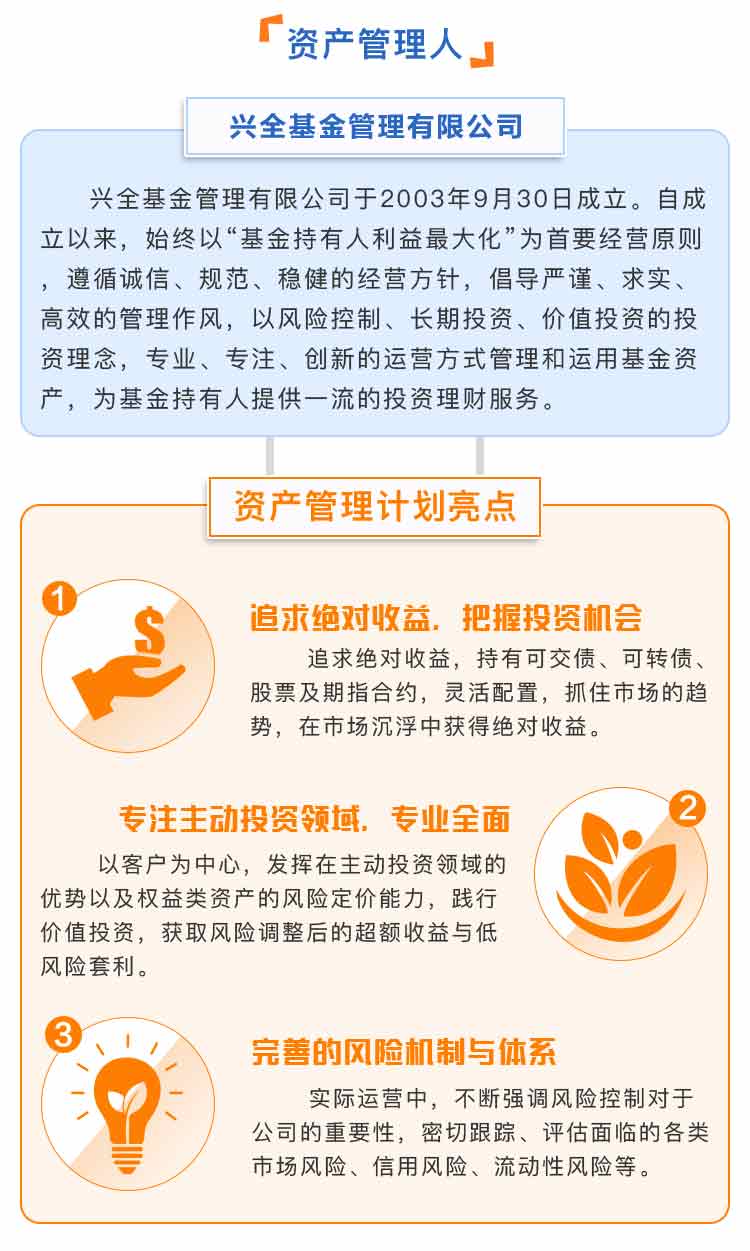 「资产管理人」
兴全基金管理有限公司
兴全基金管理有限公司于2003年9月30日成立。自成
立以来，始终以“基金持有人利益最大化”为首要经营原则
，遵循诚信、规范、稳健的经营方针，倡导严谨、求实、
高效的管理作风，以风险控制、长期投资、价值投资的投
资理念，专业、专注、创新的运营方式管理和运用基金资
产，为基金持有人提供一流的投资理财服务。
资产管理计划亮点
1
追求绝对收益，把握投资机会
追求绝对收益，持有可交债、可转债、
股票及期指合约，灵活配置，抓住市场的趋
势，在市场沉浮中获得绝对收益。
2
专注主动投资领域，专业全面
以客户为中心，发挥在主动投资领域的
优势以及权益类资产的风险定价能力，践行
价值投资，获取风险调整后的超额收益与低
风险套利。
3
完善的风险机制与体系
实际运营中，不断强调风险控制对于
公司的重要性，密切跟踪、评估面临的各类
市场风险、信用风险、流动性风险等。